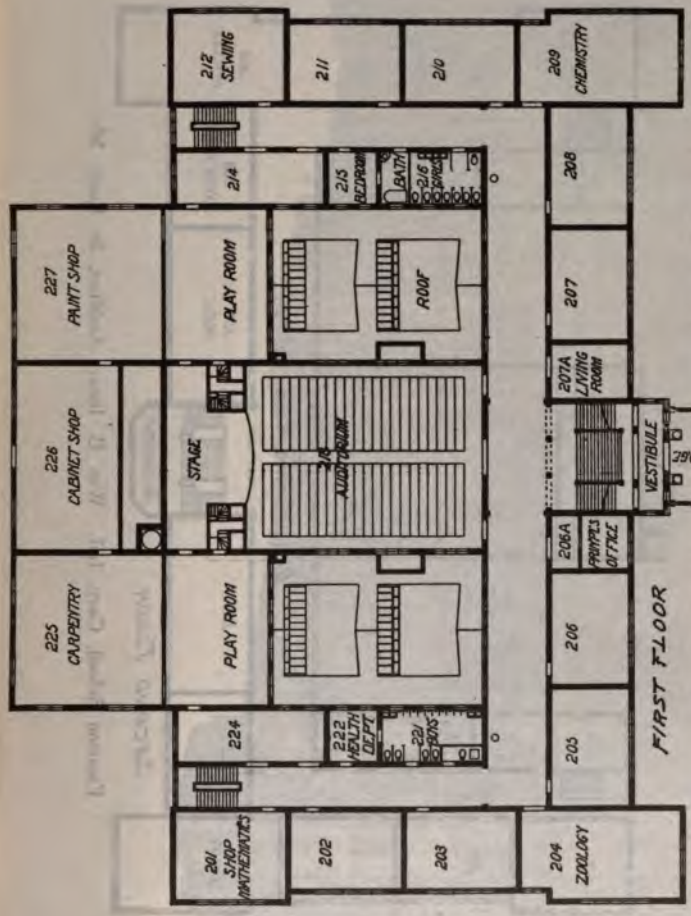 212
SEWING
211
210
209
CHEMISTRY
214
215
BEDROOM
BATH
216
GIRLS
208
227
PAINT SHOP
PLAY ROOM
ROOF
207
207A
LIVING
ROOM
226
CABINET SHOP
STAGE
AUDITORIUM
VESTIBULE
206A
PRINPL'S
OFFICE
225
CARPENTRY
PLAY ROOM
206
224
222
HEALTH
DEPT
221
BOYS
205
201
SHOP
MATHEMATICS
202
203
204
ZOOLOGY
FIRST FLOOR